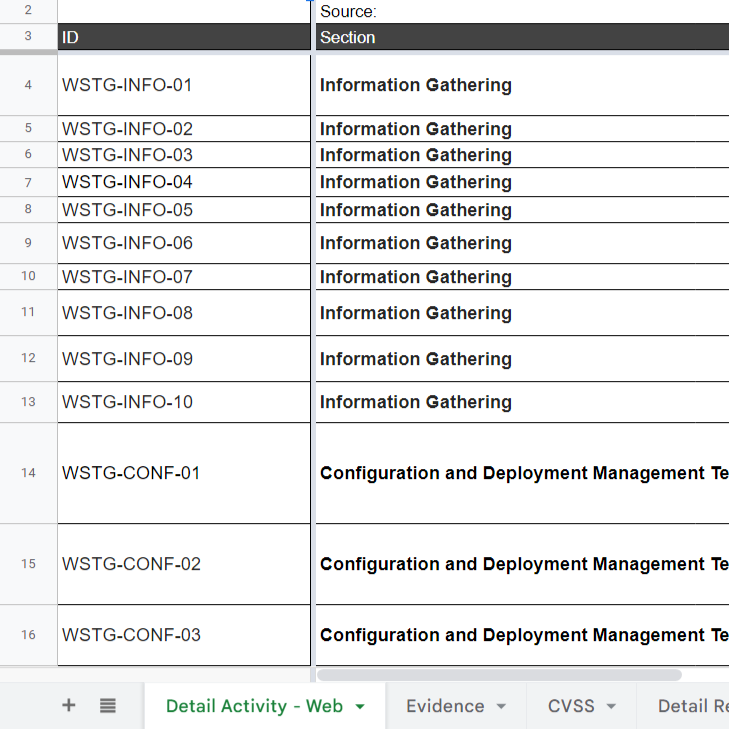 2 Source:
3 ID Section
4 WSTG-INFO-01 Information Gathering
5 WSTG-INFO-02 Information Gathering
6 WSTG-INFO-03 Information Gathering
7 WSTG-INFO-04 Information Gathering
8 WSTG-INFO-05 Information Gathering
9 WSTG-INFO-06 Information Gathering
10 WSTG-INFO-07 Information Gathering
11 WSTG-INFO-08 Information Gathering
12 WSTG-INFO-09 Information Gathering
13 WSTG-INFO-10 Information Gathering
14 WSTG-CONF-01 Configuration and Deployment Management Te
15 WSTG-CONF-02 Configuration and Deployment Management Te
16 WSTG-CONF-03 Configuration and Deployment Management Te
+ Detail Activity - Web Evidence CVSS Detail Re